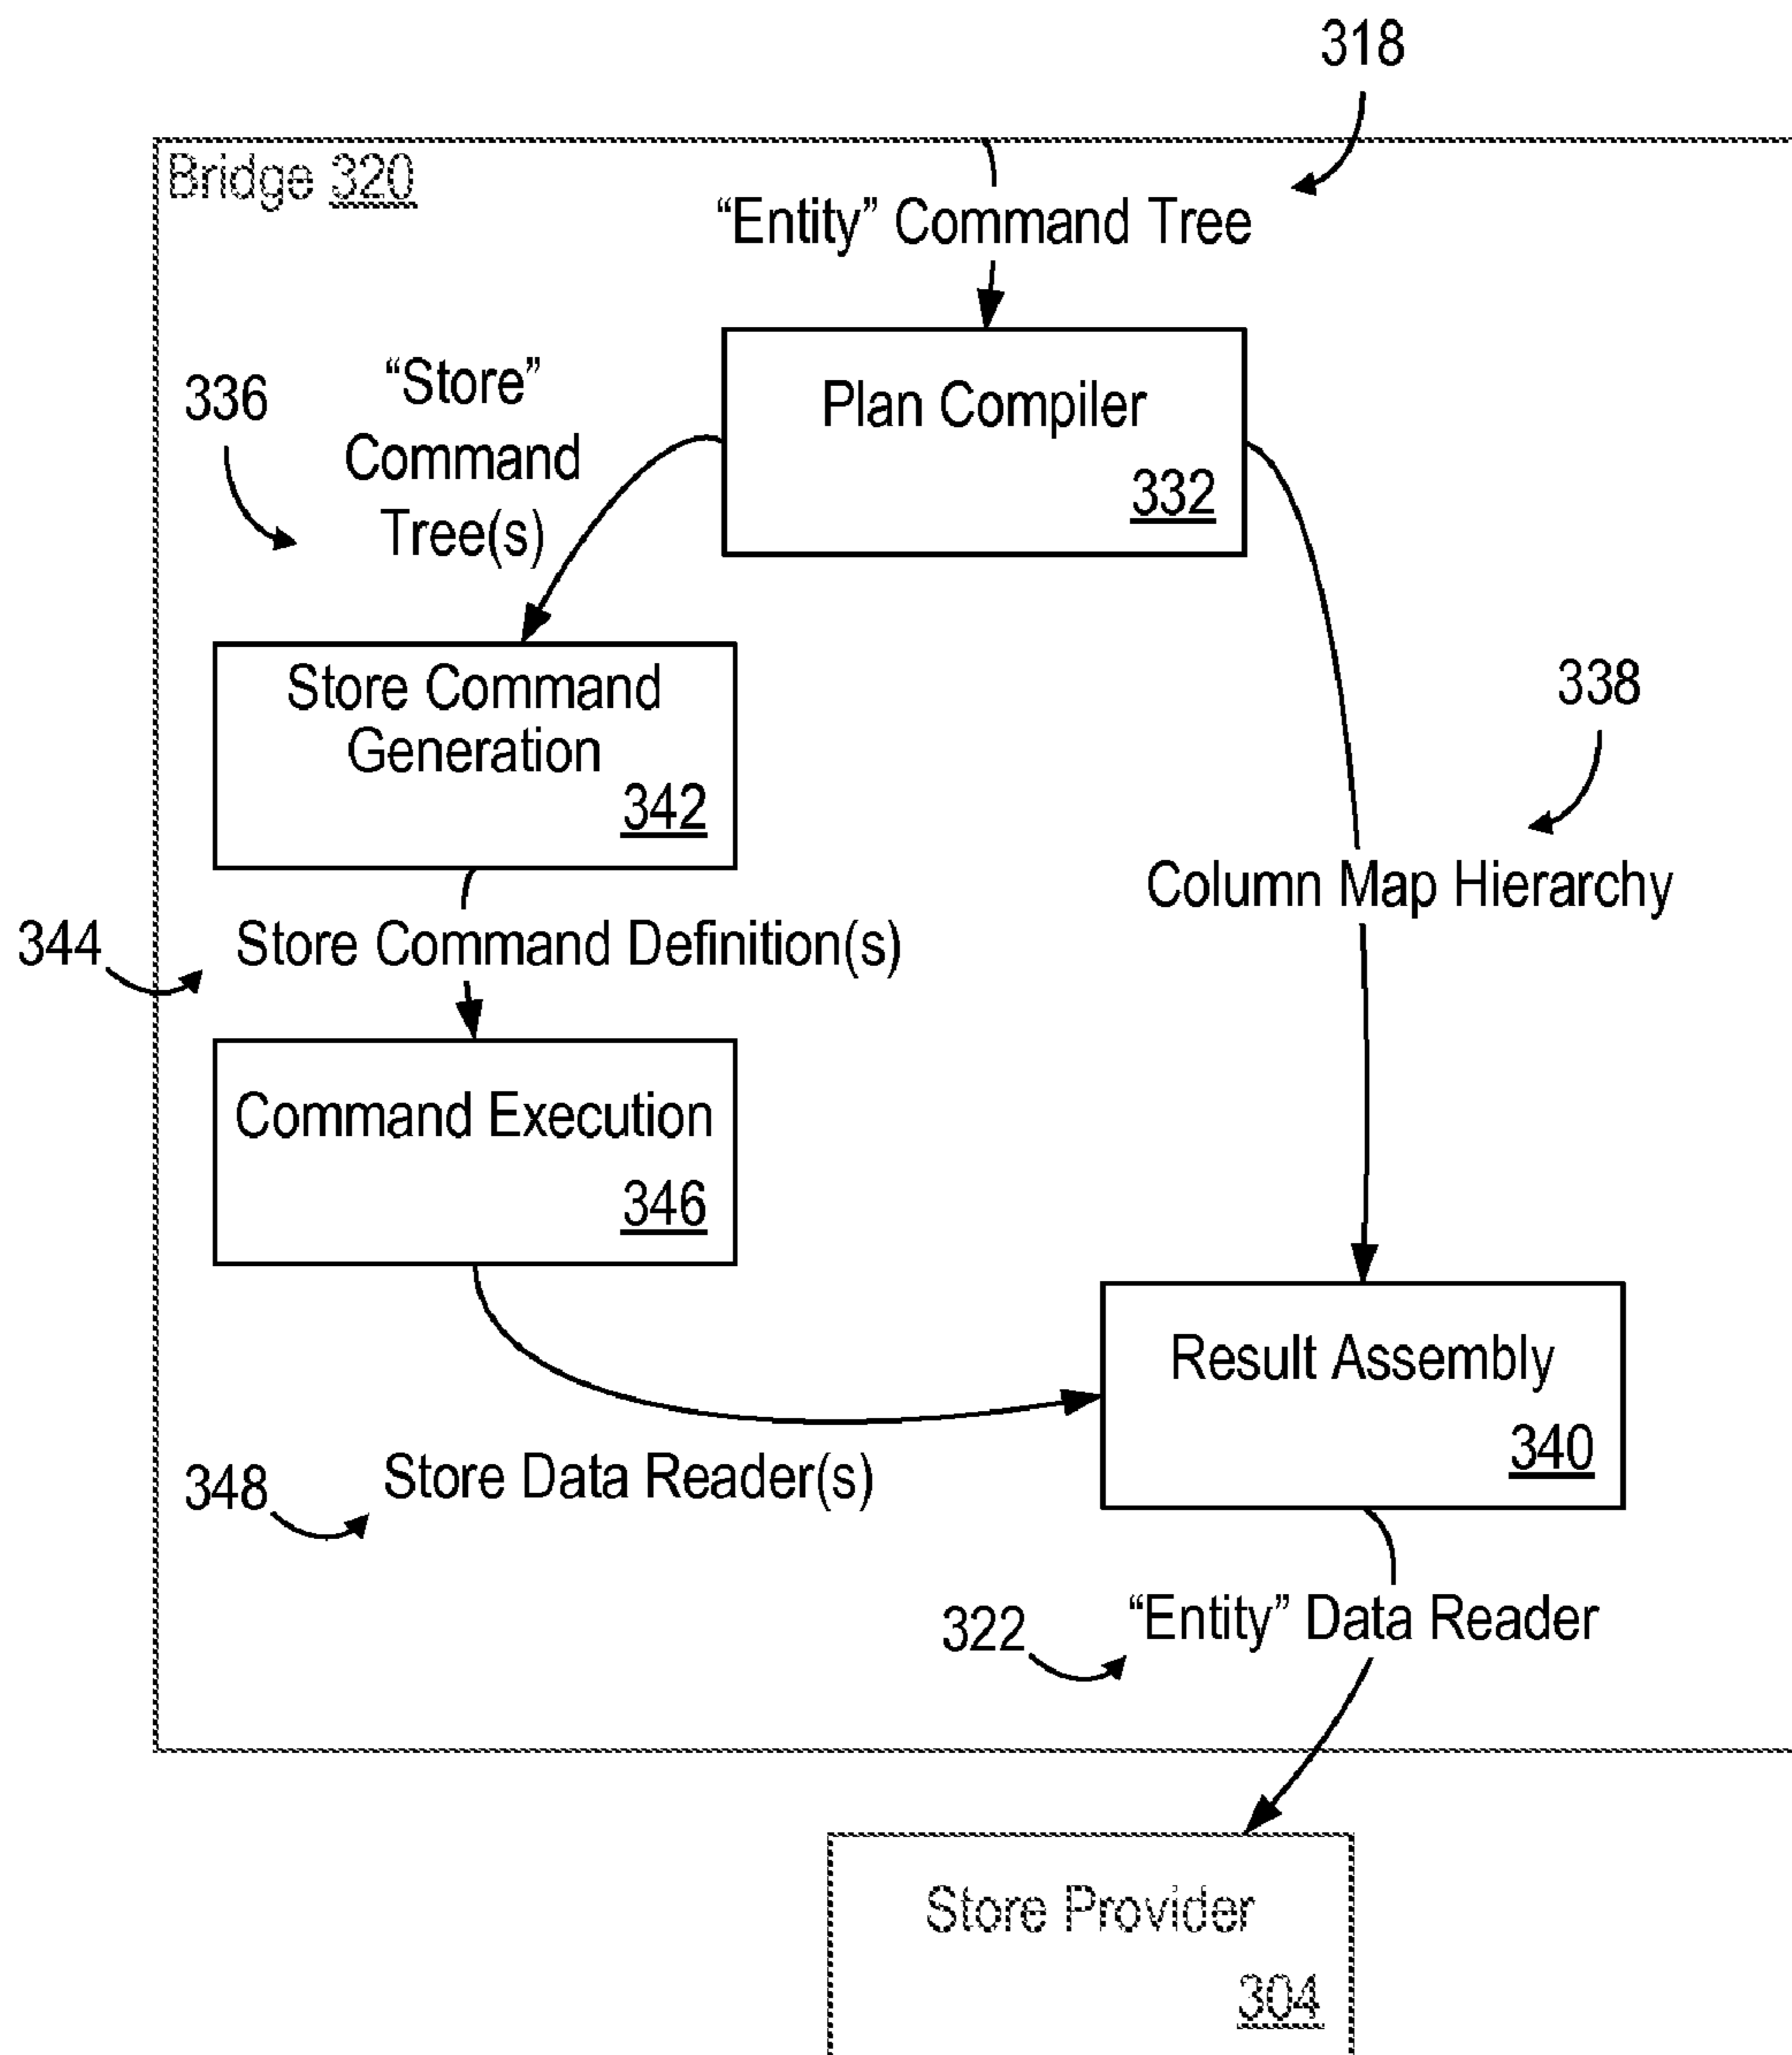 318
Bridge 320
“Entity” Command Tree
336
“Store”
Command
Tree(s)
Plan Compiler
332
Store Command
Generation
342
338
Column Map Hierarchy
344
Store Command Definition(s)
Command Execution
346
Result Assembly
340
348
Store Data Reader(s)
322
“Entity” Data Reader
Store Provider
304